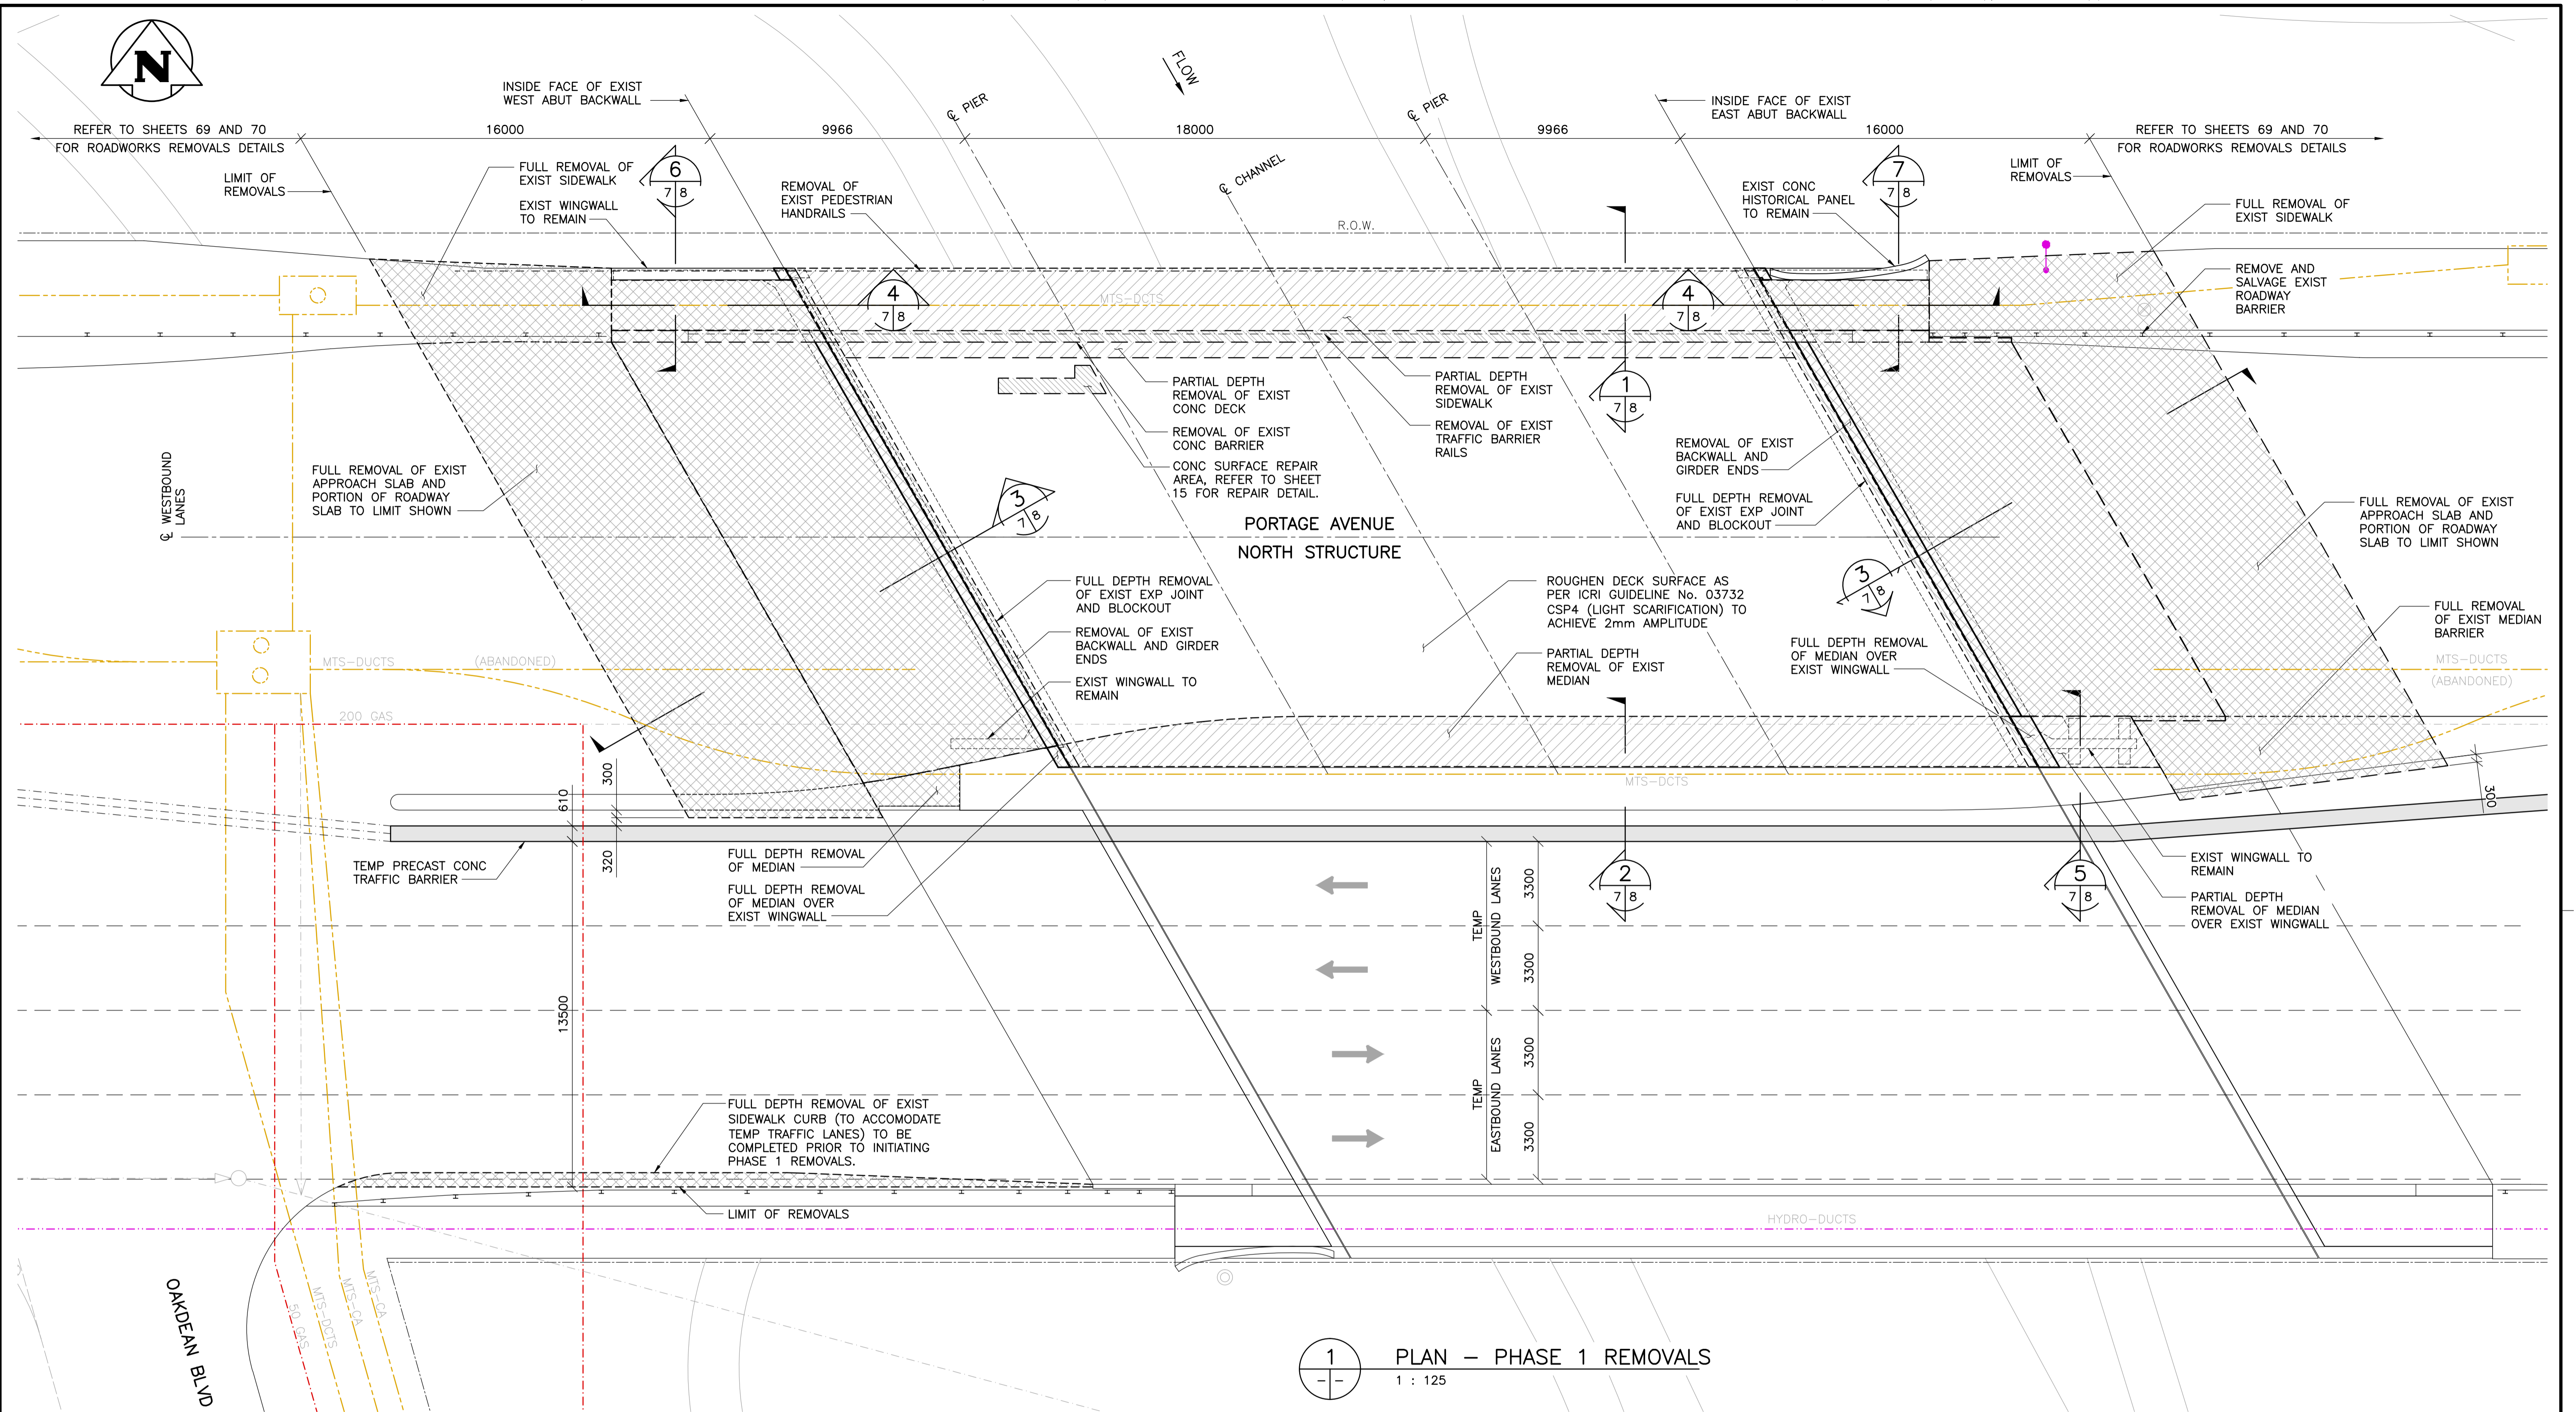 N
REFER TO SHEETS 69 AND 70
FOR ROADWORKS REMOVALS DETAILS
LIMIT OF
REMOVALS
16000
INSIDE FACE OF EXIST
WEST ABUT BACKWALL
9966
℄ PIER
FLOW
18000
℄ CHANNEL
℄ PIER
9966
INSIDE FACE OF EXIST
EAST ABUT BACKWALL
16000
REFER TO SHEETS 69 AND 70
FOR ROADWORKS REMOVALS DETAILS
LIMIT OF
REMOVALS
FULL REMOVAL OF
EXIST SIDEWALK
EXIST WINGWALL
TO REMAIN
6
7 8
REMOVAL OF
EXIST PEDESTRIAN
HANDRAILS
R.O.W.
EXIST CONC
HISTORICAL PANEL
TO REMAIN
7
7 8
FULL REMOVAL OF
EXIST SIDEWALK
REMOVE AND
SALVAGE EXIST
ROADWAY
BARRIER
4
7 8
MTS-DCTS
4
7 8
1
7 8
PARTIAL DEPTH
REMOVAL OF EXIST
CONC DECK
REMOVAL OF EXIST
CONC BARRIER
CONC SURFACE REPAIR
AREA, REFER TO SHEET
15 FOR REPAIR DETAIL.
PARTIAL DEPTH
REMOVAL OF EXIST
SIDEWALK
REMOVAL OF EXIST
TRAFFIC BARRIER
RAILS
REMOVAL OF EXIST
BACKWALL AND
GIRDER ENDS
FULL DEPTH REMOVAL
OF EXIST EXP JOINT
AND BLOCKOUT
℄ WESTBOUND
LANES
FULL REMOVAL OF EXIST
APPROACH SLAB AND
PORTION OF ROADWAY
SLAB TO LIMIT SHOWN
3
7 8
PORTAGE AVENUE
NORTH STRUCTURE
FULL REMOVAL OF EXIST
APPROACH SLAB AND
PORTION OF ROADWAY
SLAB TO LIMIT SHOWN
3
7 8
FULL DEPTH REMOVAL
OF EXIST EXP JOINT
AND BLOCKOUT
REMOVAL OF EXIST
BACKWALL AND GIRDER
ENDS
EXIST WINGWALL TO
REMAIN
ROUGHEN DECK SURFACE AS
PER ICRI GUIDELINE No. 03732
CSP4 (LIGHT SCARIFICATION) TO
ACHIEVE 2mm AMPLITUDE
PARTIAL DEPTH
REMOVAL OF EXIST
MEDIAN
FULL DEPTH REMOVAL
OF MEDIAN OVER
EXIST WINGWALL
FULL REMOVAL
OF EXIST MEDIAN
BARRIER
MTS-DUCTS
(ABANDONED)
MTS-DUCTS
(ABANDONED)
200 GAS
MTS-DCTS
300
610
320
300
TEMP PRECAST CONC
TRAFFIC BARRIER
FULL DEPTH REMOVAL
OF MEDIAN
FULL DEPTH REMOVAL
OF MEDIAN OVER
EXIST WINGWALL
2
7 8
5
7 8
EXIST WINGWALL TO
REMAIN
PARTIAL DEPTH
REMOVAL OF MEDIAN
OVER EXIST WINGWALL
TEMP
WESTBOUND LANES
3300
3300
TEMP
EASTBOUND LANES
3300
3300
13500
FULL DEPTH REMOVAL OF EXIST
SIDEWALK CURB (TO ACCOMODATE
TEMP TRAFFIC LANES) TO BE
COMPLETED PRIOR TO INITIATING
PHASE 1 REMOVALS.
LIMIT OF REMOVALS
HYDRO-DUCTS
OAKDEAN BLVD
50 GAS
MTS-DCTS
MTS-CA
MTS-CA
1
- -
PLAN - PHASE 1 REMOVALS
1 : 125